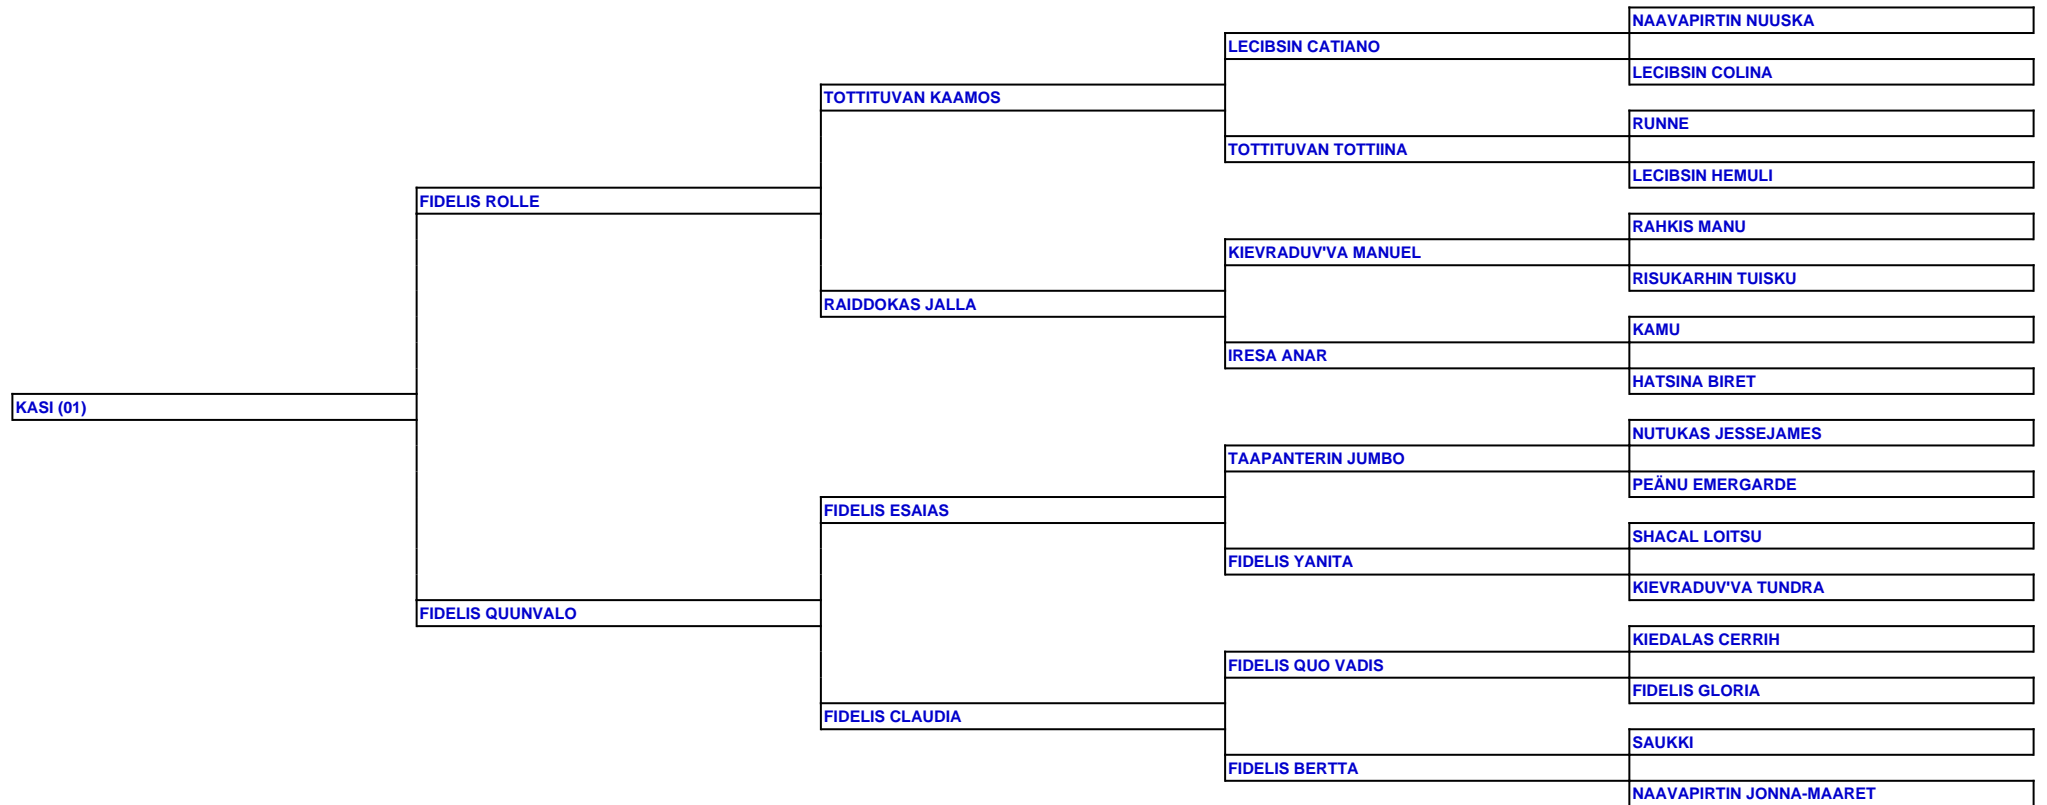 NAAVAPIRTIN NUUSKA
LECIBSIN CATIANO
LECIBSIN COLINA
TOTTITUVAN KAAMOS
RUNNE
TOTTITUVAN TOTTIINA
LECIBSIN HEMULI
FIDELIS ROLLE
RAHKIS MANU
KIEVRADUV'VA MANUEL
RISUKARHIN TUISKU
RAIDDOKAS JALLA
KAMU
IRESA ANAR
HATSINA BIRET
KASI (01)
NUTUKAS JESSEJAMES
TAAPANTERIN JUMBO
PEÄNU EMERGARDE
FIDELIS ESAIAS
SHACAL LOITSU
FIDELIS YANITA
KIEVRADUV'VA TUNDRA
FIDELIS QUUNVALO
KIEDALAS CERRIH
FIDELIS QUO VADIS
FIDELIS GLORIA
FIDELIS CLAUDIA
SAUKKI
FIDELIS BERTTA
NAAVAPIRTIN JONNA-MAARET